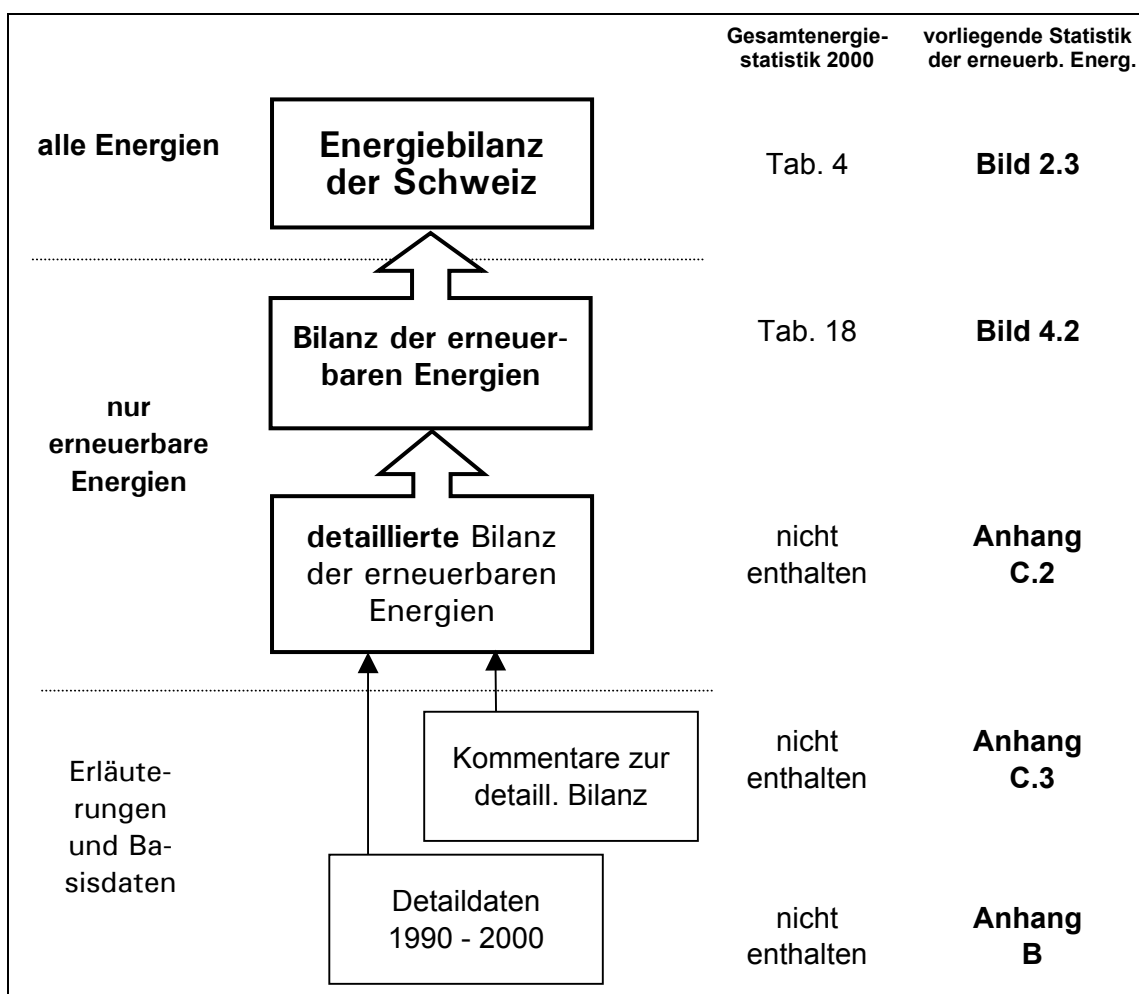 Gesamtenergie-
statistik 2000
vorliegende Statistik
der erneuerb. Energ.
alle Energien
Energiebilanz
der Schweiz
Tab. 4
Bild 2.3
nur
erneuerbare
Energien
Bilanz der erneuer-
baren Energien
Tab. 18
Bild 4.2
detaillierte Bilanz
der erneuerbaren
Energien
nicht
enthalten
Anhang
C.2
Erläute-
rungen
und Ba-
sisdaten
Kommentare zur
detaill. Bilanz
nicht
enthalten
Anhang
C.3
Detaildaten
1990 - 2000
nicht
enthalten
Anhang
B